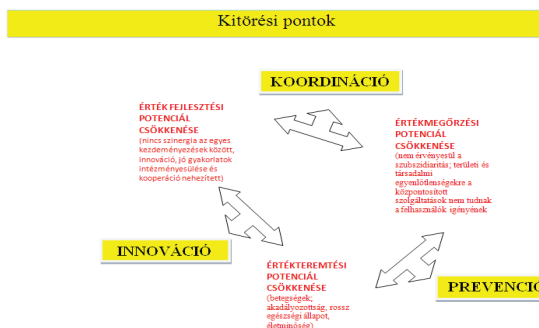 Kitörési pontok
KOORDINÁCIÓ
ÉRTÉK FEJLESZTÉSI
POTENCIÁL
CSÖKKENÉSE
(nincs szinergia az egyes
kezdeményezések között,
innováció, jó gyakorlatok
intézményesülése és
kooperáció nehezített)
ÉRTÉKMEGŐRZÉSI
POTENCIÁL
CSÖKKENÉSE
(nem érvényesül a
szubszidiaritás; területi és
társadalmi
egyenlőtlenségekre a
központosított
szolgáltatások nem tudnak
a felhasználók igényének
INNOVÁCIÓ
ÉRTÉKTEREMTÉSI
POTENCIÁL
CSÖKKENÉSE
(betegségek;
akadályozottság, rossz
egészségi állapot,
életminőség)
PREVENCIÓ